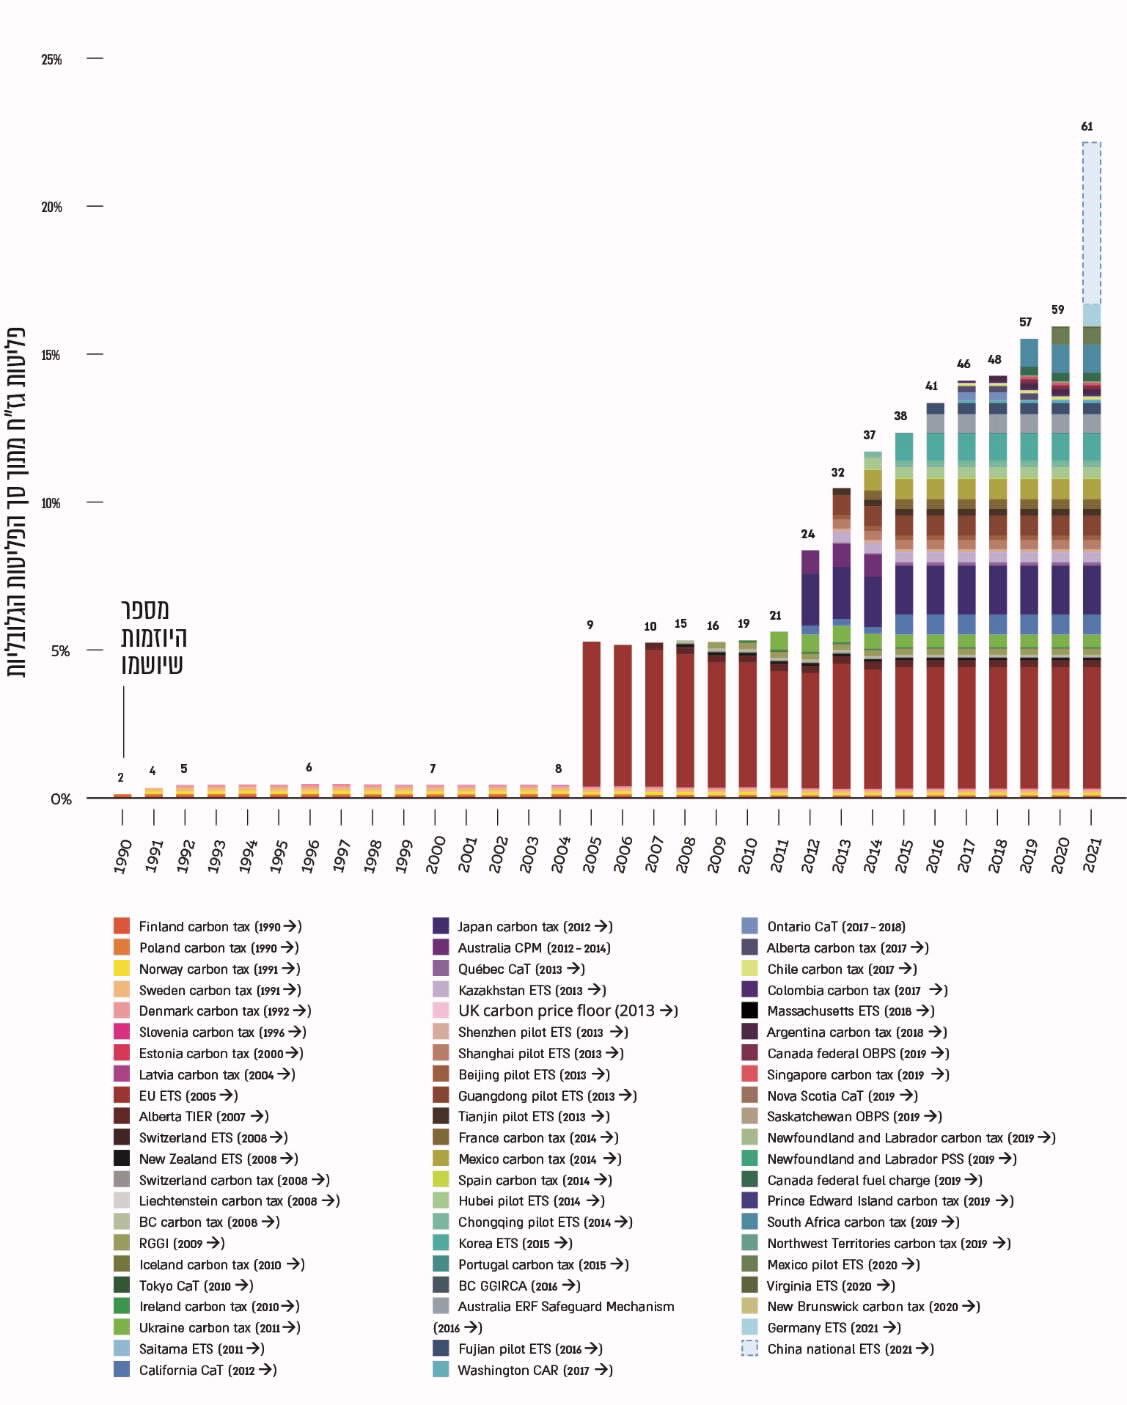 25%
20%
15%
10%
5%
0%
פליטות גז"ח מתוך סך הפליטות הגלובליות
מספר
היוזמות
שיושמו
2
4
5
6
7
8
9
10
15
16
19
21
24
32
37
38
41
46
48
57
59
61
1990
1991
1992
1993
1994
1995
1996
1997
1998
1999
2000
2001
2002
2003
2004
2005
2006
2007
2008
2009
2010
2011
2012
2013
2014
2015
2016
2017
2018
2019
2020
2021
Finland carbon tax (1990 →)
Poland carbon tax (1990 →)
Norway carbon tax (1991 →)
Sweden carbon tax (1991 →)
Denmark carbon tax (1992 →)
Slovenia carbon tax (1996 →)
Estonia carbon tax (2000→)
Latvia carbon tax (2004 →)
EU ETS (2005 →)
Alberta TIER (2007 →)
Switzerland ETS (2008 →)
New Zealand ETS (2008 →)
Switzerland carbon tax (2008 →)
Liechtenstein carbon tax (2008 →)
BC carbon tax (2008 →)
RGGI (2009 →)
Iceland carbon tax (2010 →)
Tokyo CaT (2010 →)
Ireland carbon tax (2010→)
Ukraine carbon tax (2011→)
Saitama ETS (2011 →)
California CaT (2012 →)
Japan carbon tax (2012 →)
Australia CPM (2012-2014)
Québec CaT (2013 →)
Kazakhstan ETS (2013 →)
UK carbon price floor (2013 →)
Shenzhen pilot ETS (2013 →)
Shanghai pilot ETS (2013 →)
Beijing pilot ETS (2013 →)
Guangdong pilot ETS (2013 →)
Tianjin pilot ETS (2013 →)
France carbon tax (2014 →)
Mexico carbon tax (2014 →)
Spain carbon tax (2014 →)
Hubei pilot ETS (2014 →)
Chongqing pilot ETS (2014 →)
Korea ETS (2015 →)
Portugal carbon tax (2015 →)
BC GGIRCA (2016 →)
Australia ERF Safeguard Mechanism
(2016 →)
Fujian pilot ETS (2016 →)
Washington CAR (2017 →)
Ontario CaT (2017-2018)
Alberta carbon tax (2017 →)
Chile carbon tax (2017 →)
Colombia carbon tax (2017 →)
Massachusetts ETS (2018 →)
Argentina carbon tax (2018 →)
Canada federal OBPS (2019 →)
Singapore carbon tax (2019 →)
Nova Scotia CaT (2019 →)
Saskatchewan OBPS (2019 →)
Newfoundland and Labrador carbon tax (2019 →)
Newfoundland and Labrador PSS (2019 →)
Canada federal fuel charge (2019 →)
Prince Edward Island carbon tax (2019 →)
South Africa carbon tax (2019 →)
Northwest Territories carbon tax (2019 →)
Mexico pilot ETS (2020 →)
Virginia ETS (2020 →)
New Brunswick carbon tax (2020 →)
Germany ETS (2021 →)
China national ETS (2021 →)